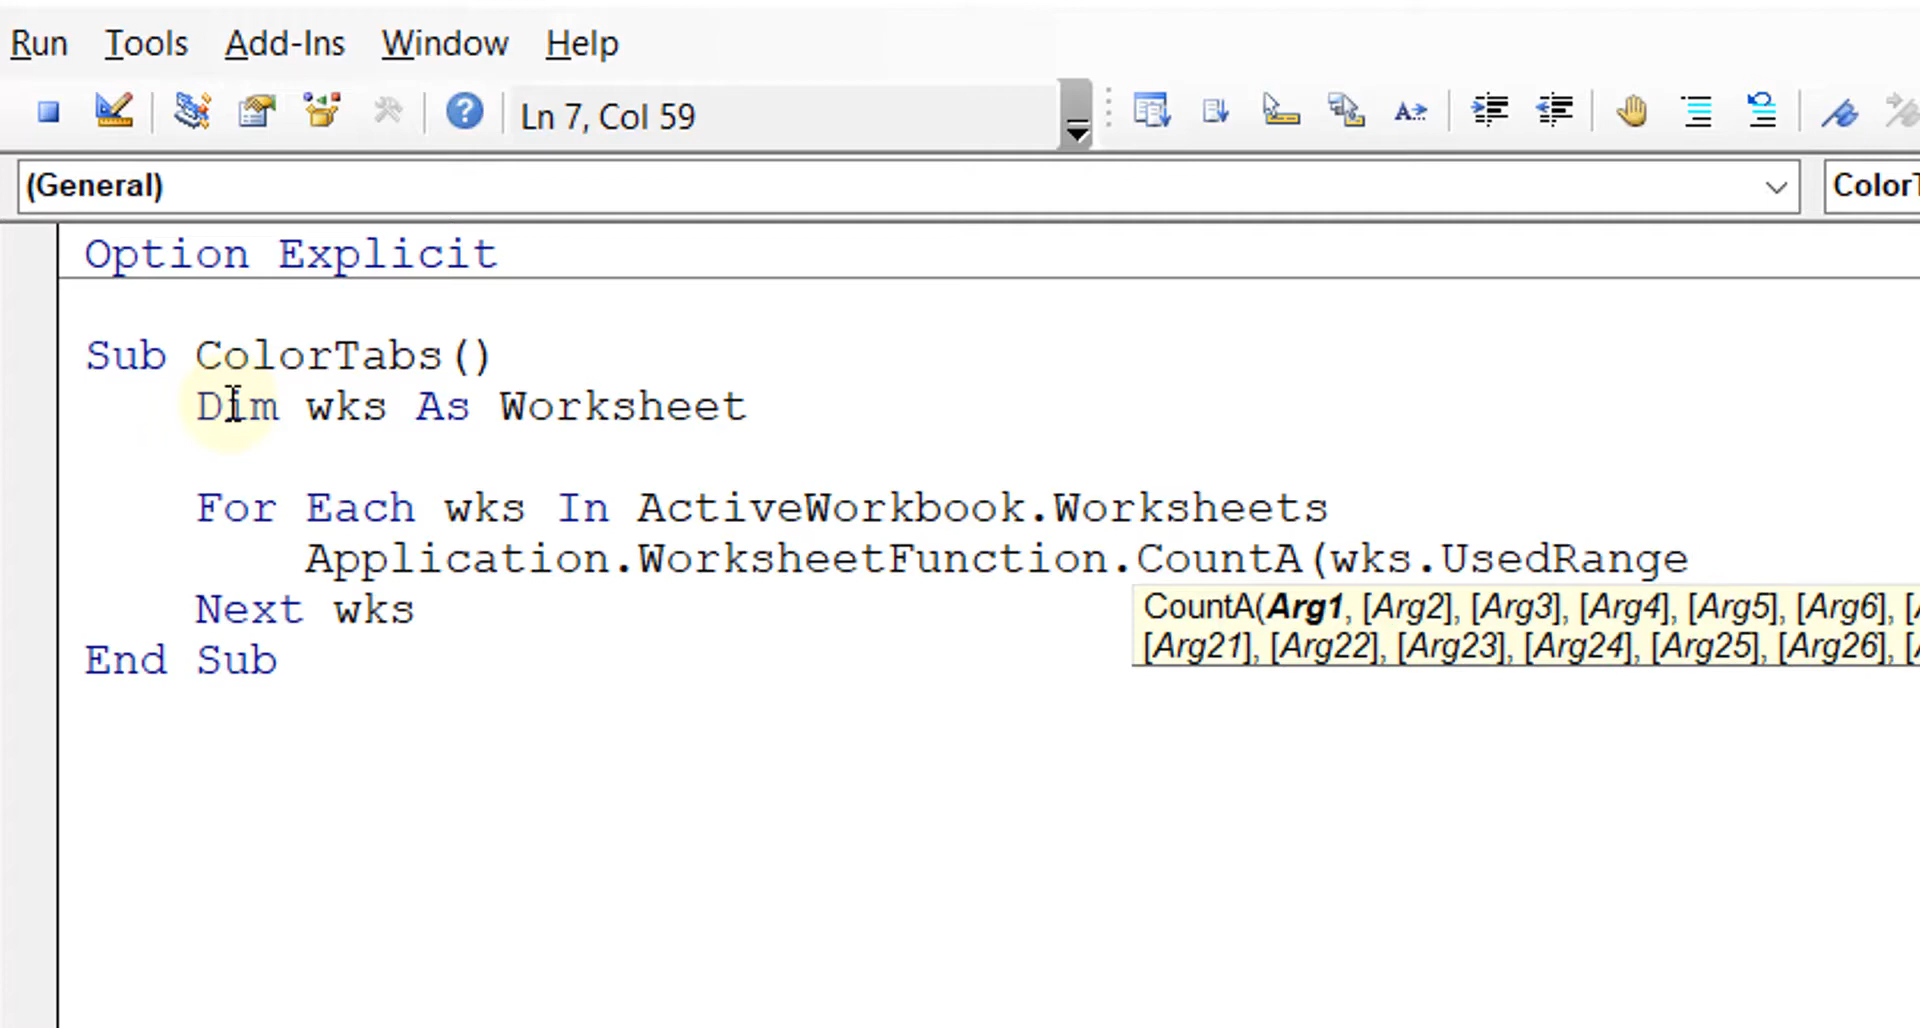 Run Tools Add-Ins Window Help
Ln 7, Col 59
(General)
Option Explicit
Sub ColorTabs()
Dim wks As Worksheet
For Each wks In ActiveWorkbook.Worksheets
Application.WorksheetFunction.CountA(wks.UsedRange
Next wks
CountA(Arg1, [Arg2], [Arg3], [Arg4], [Arg5], [Arg6], [
[Arg21], [Arg22], [Arg23], [Arg24], [Arg25], [Arg26], [
End Sub